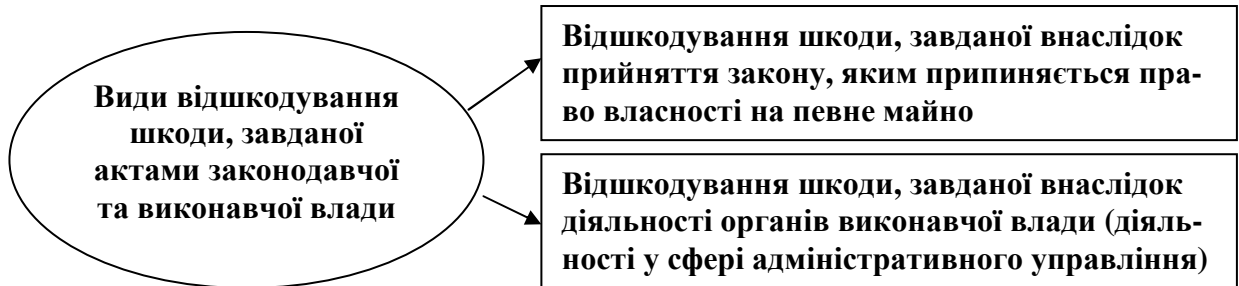 Види відшкодування
шкоди, завданої
актами законодавчої
та виконавчої влади
Відшкодування шкоди, завданої внаслідок
прийняття закону, яким припиняється пра-
во власності на певне майно
Відшкодування шкоди, завданої внаслідок
діяльності органів виконавчої влади (діяль-
ності у сфері адміністративного управління)